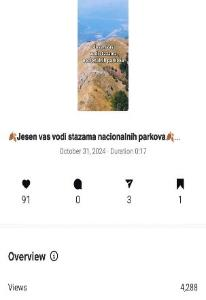 🍂Jesen vas vodi stazama nacionalnih parkova🍂...
October 31, 2024 · Duration 0:17
91
0
3
1
Overview
Views
4,288